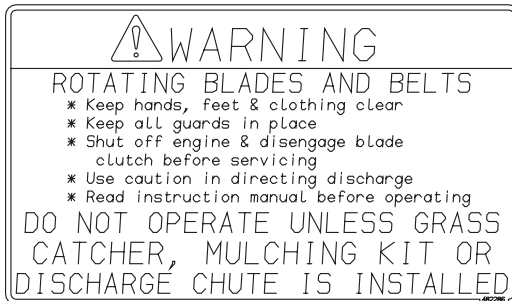 WARNING
ROTATING BLADES AND BELTS
* Keep hands, feet & clothing clear
* Keep all guards in place
* Shut off engine & disengage blade
clutch before servicing
* Use caution in directing discharge
* Read instruction manual before operating
DO NOT OPERATE UNLESS GRASS
CATCHER, MULCHING KIT OR
DISCHARGE CHUTE IS INSTALLED
482286